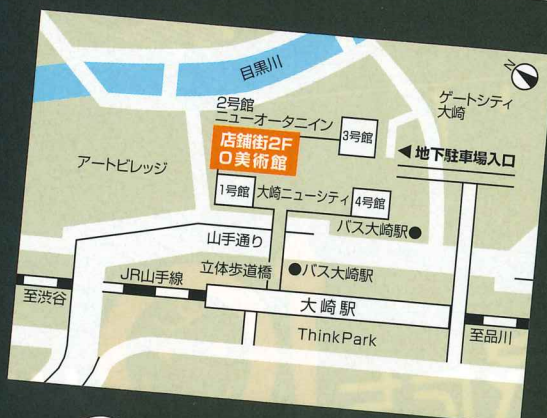 目黒川
N
ゲートシティ
大崎
2号館
ニューオータニイン
3号館
店鋪街2F
O美術館
◀地下駐車場入口
アートビレッジ
1号館
大崎ニューシティ
4号館
バス大崎駅●
山手通り
立体歩道橋
●バス大崎駅
JR山手線
至渋谷
大崎駅
至品川
ThinkPark